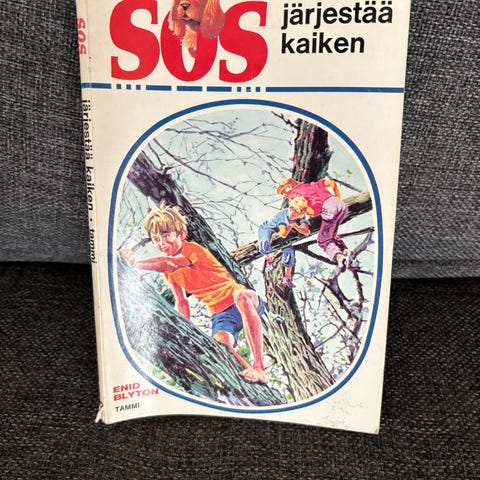 SOS
järjestää
kaiken
SOS
järjestää kaiken - tammi
ENID
BLYTON
TAMMI